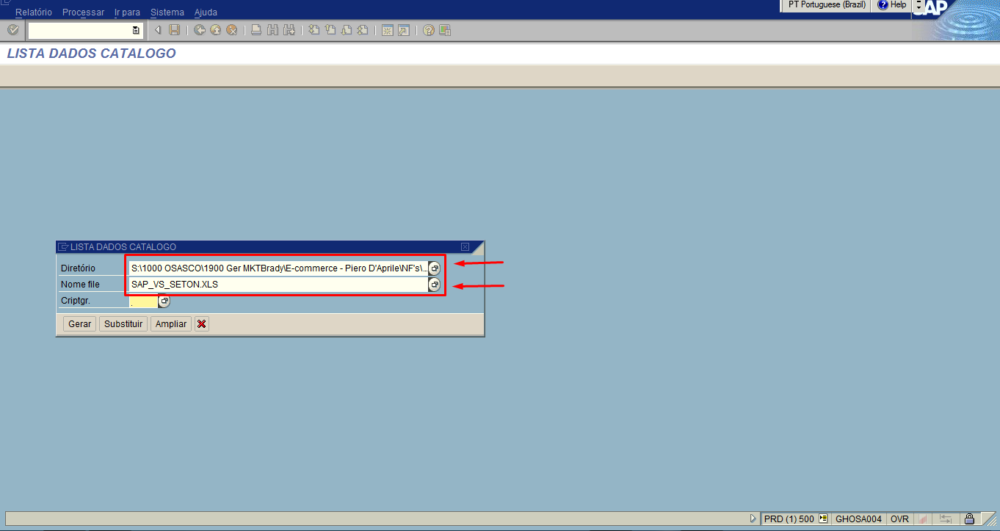 Relatório Processar Ir para Sistema Ajuda
PT Portuguese (Brazil) Help
SAP
LISTA DADOS CATALOGO
LISTA DADOS CATALOGO
Diretório S:\1000 OSASCO\1900 Ger MKTBrady\E-commerce - Piero D'Aprile\NF's\...
Nome file SAP_VS_SETON.XLS
Criptgr. .
Gerar Substituir Ampliar
PRD (1) 500 GHOSA004 OVR